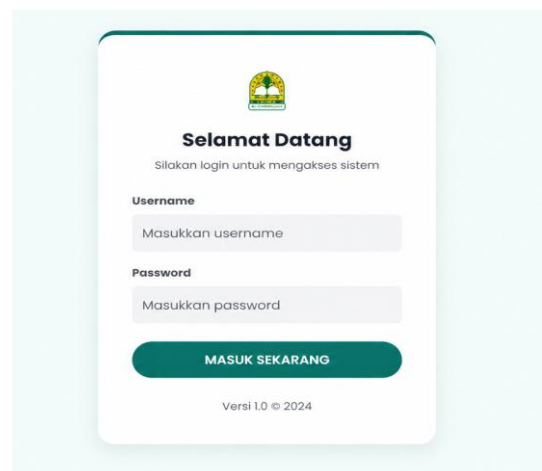 Selamat Datang
Silakan login untuk mengakses sistem
Username
Masukkan username
Password
Masukkan password
MASUK SEKARANG
Versi 1.0 © 2024